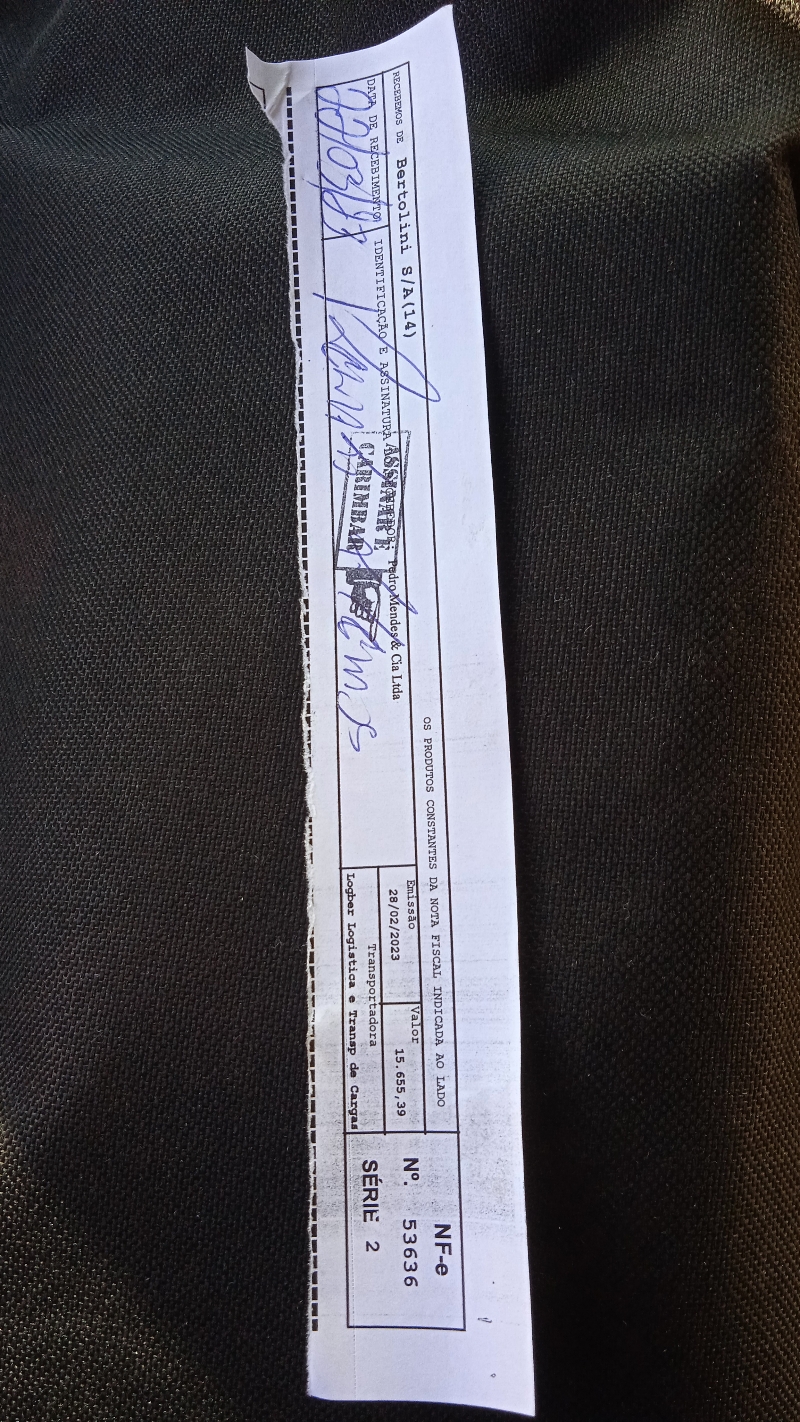 RECEBEMOS DE Bertolini S/A(14)
OS PRODUTOS CONSTANTES DA NOTA FISCAL INDICADA AO LADO
DATA DE RECEBIMENTO
IDENTIFICAÇÃO E ASSINATURA DO RECEBEDOR: Pedro Mendes & Cia Ltda
ASSINAR E
CARIMBAR
Emissão
28/02/2023
Valor
15.655,39
Transportadora
Logber Logistica e Transp de Cargas
NF-e
Nº. 53636
SÉRIE 2